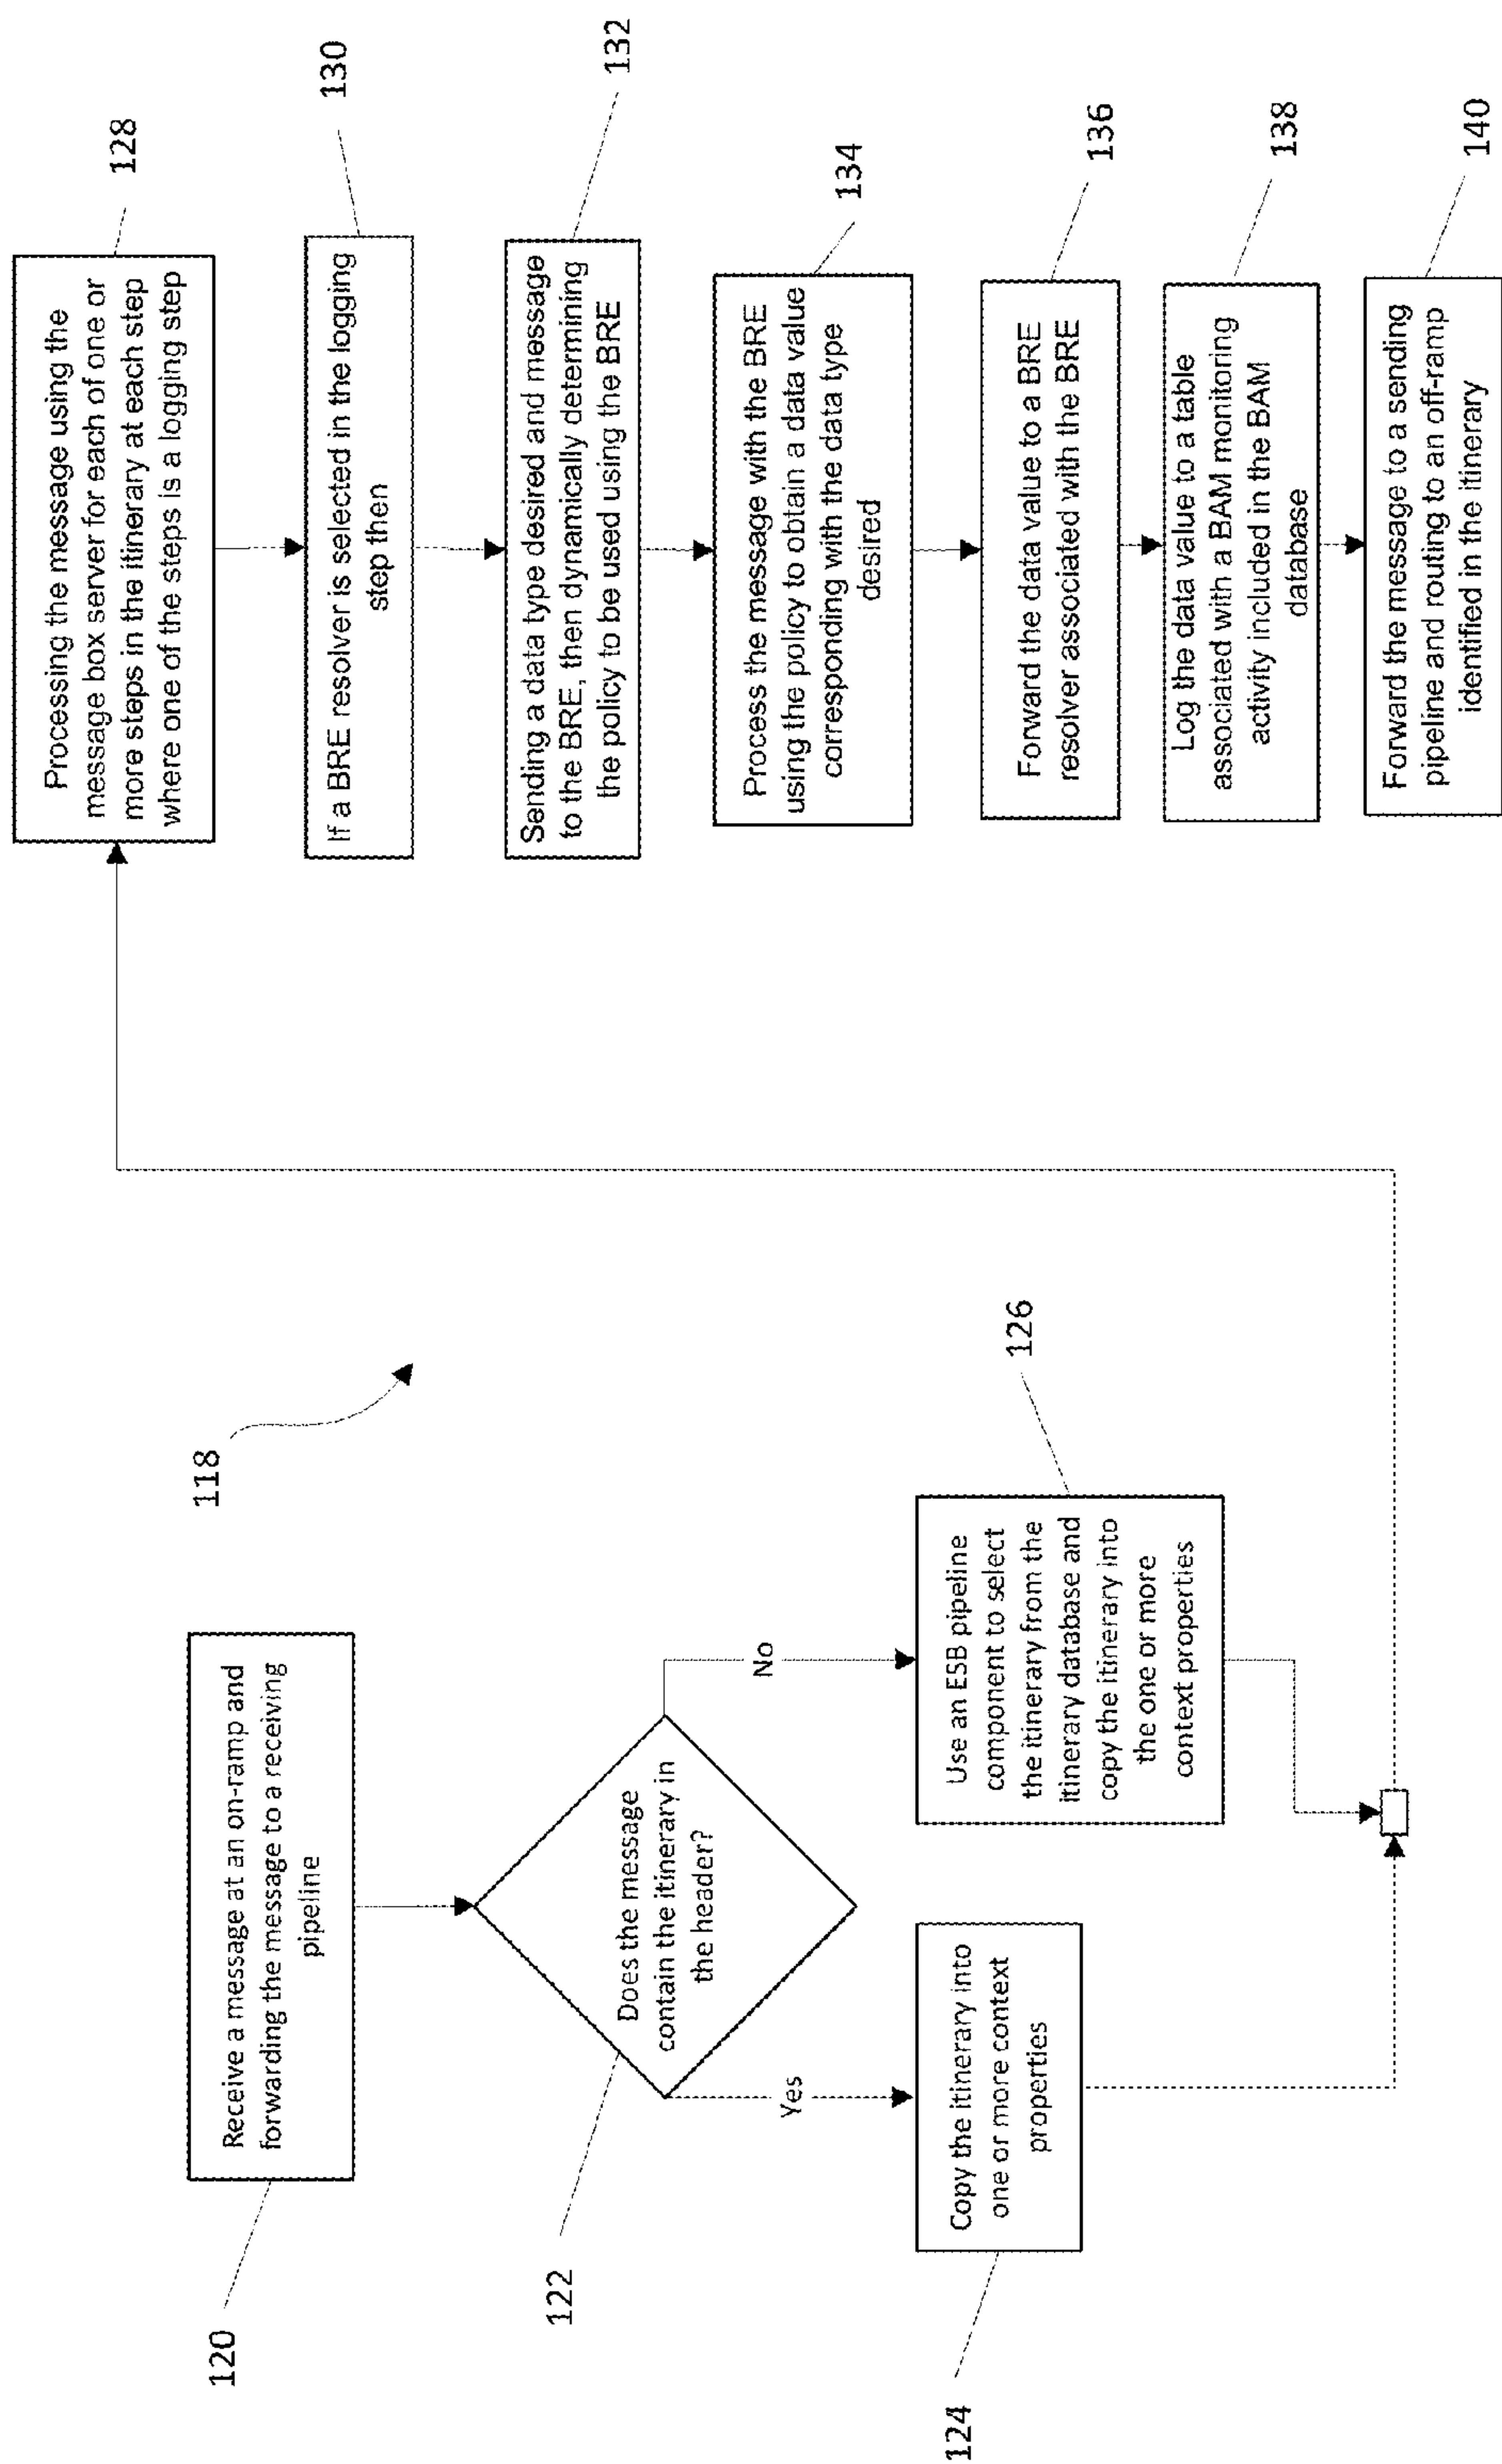 118
120
Receive a message at an on-ramp and
forwarding the message to a receiving
pipeline
122
Does the message
contain the itinerary in
the header?
Yes
No
124
Copy the itinerary into
one or more context
properties
126
Use an ESB pipeline
component to select
the itinerary from the
itinerary database and
copy the itinerary into
the one or more
context properties
128
Processing the message using the
message box server for each of one or
more steps in the itinerary at each step
where one of the steps is a logging step
130
If a BRE resolver is selected in the logging
step then
132
Sending a data type desired and message
to the BRE, then dynamically determining
the policy to be used using the BRE
134
Process the message with the BRE
using the policy to obtain a data value
corresponding with the data type
desired
136
Forward the data value to a BRE
resolver associated with the BRE
138
Log the data value to a table
associated with a BAM monitoring
activity included in the BAM
database
140
Forward the message to a sending
pipeline and routing to an off-ramp
identified in the itinerary